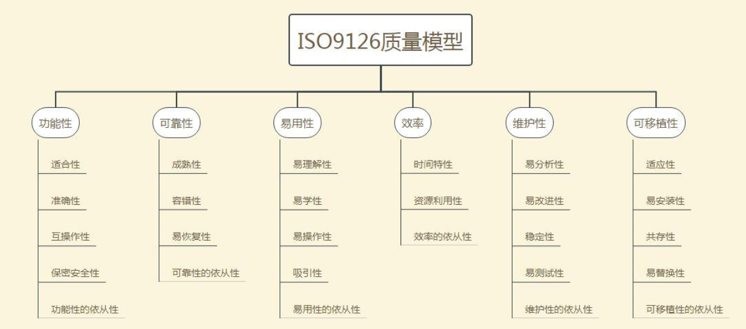 ISO9126质量模型
功能性
适合性
准确性
互操作性
保密安全性
功能性的依从性
可靠性
成熟性
容错性
易恢复性
可靠性的依从性
易用性
易理解性
易学性
易操作性
吸引性
易用性的依从性
效率
时间特性
资源利用性
效率的依从性
维护性
易分析性
易改进性
稳定性
易测试性
维护性的依从性
可移植性
适应性
易安装性
共存性
易替换性
可移植性的依从性